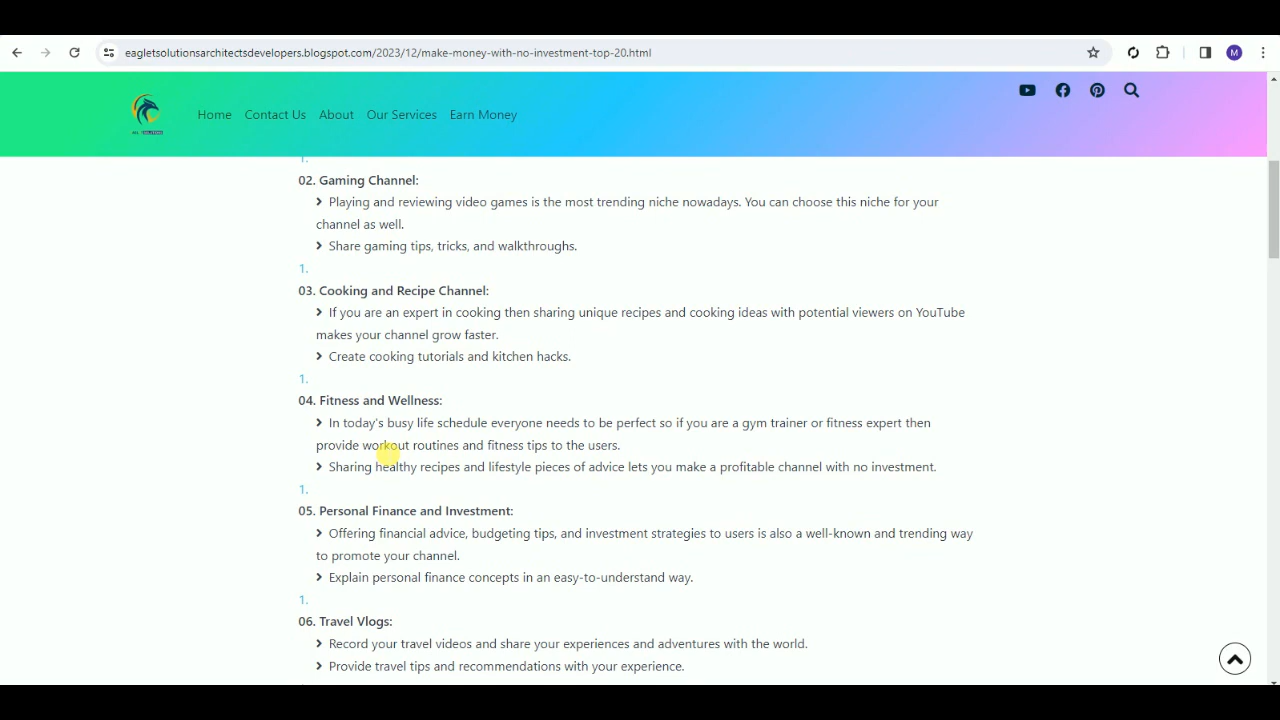 eagletsolutionsarchitectsdevelopers.blogspot.com/2023/12/make-money-with-no-investment-top-20.html
M
Home Contact Us About Our Services Earn Money
1.
02. Gaming Channel:
Playing and reviewing video games is the most trending niche nowadays. You can choose this niche for your
channel as well.
Share gaming tips, tricks, and walkthroughs.
1.
03. Cooking and Recipe Channel:
If you are an expert in cooking then sharing unique recipes and cooking ideas with potential viewers on YouTube
makes your channel grow faster.
Create cooking tutorials and kitchen hacks.
1.
04. Fitness and Wellness:
In today's busy life schedule everyone needs to be perfect so if you are a gym trainer or fitness expert then
provide workout routines and fitness tips to the users.
Sharing healthy recipes and lifestyle pieces of advice lets you make a profitable channel with no investment.
1.
05. Personal Finance and Investment:
Offering financial advice, budgeting tips, and investment strategies to users is also a well-known and trending way
to promote your channel.
Explain personal finance concepts in an easy-to-understand way.
1.
06. Travel Vlogs:
Record your travel videos and share your experiences and adventures with the world.
Provide travel tips and recommendations with your experience.